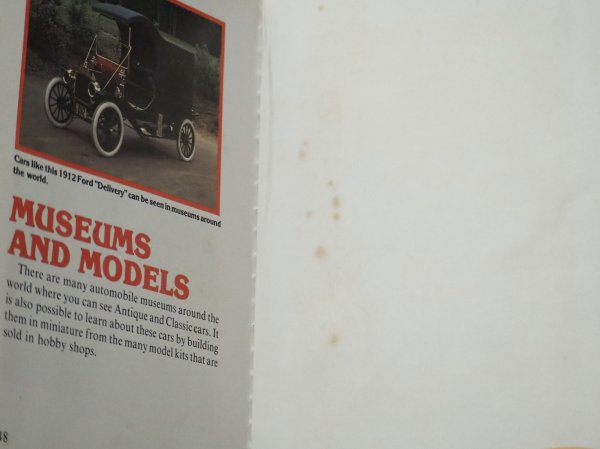 Cars like this 1912 Ford "Delivery" can be seen in museums around
the world.
MUSEUMS
AND MODELS
There are many automobile museums around the
world where you can see Antique and Classic cars. It
is also possible to learn about these cars by building
them in miniature from the many model kits that are
sold in hobby shops.
48